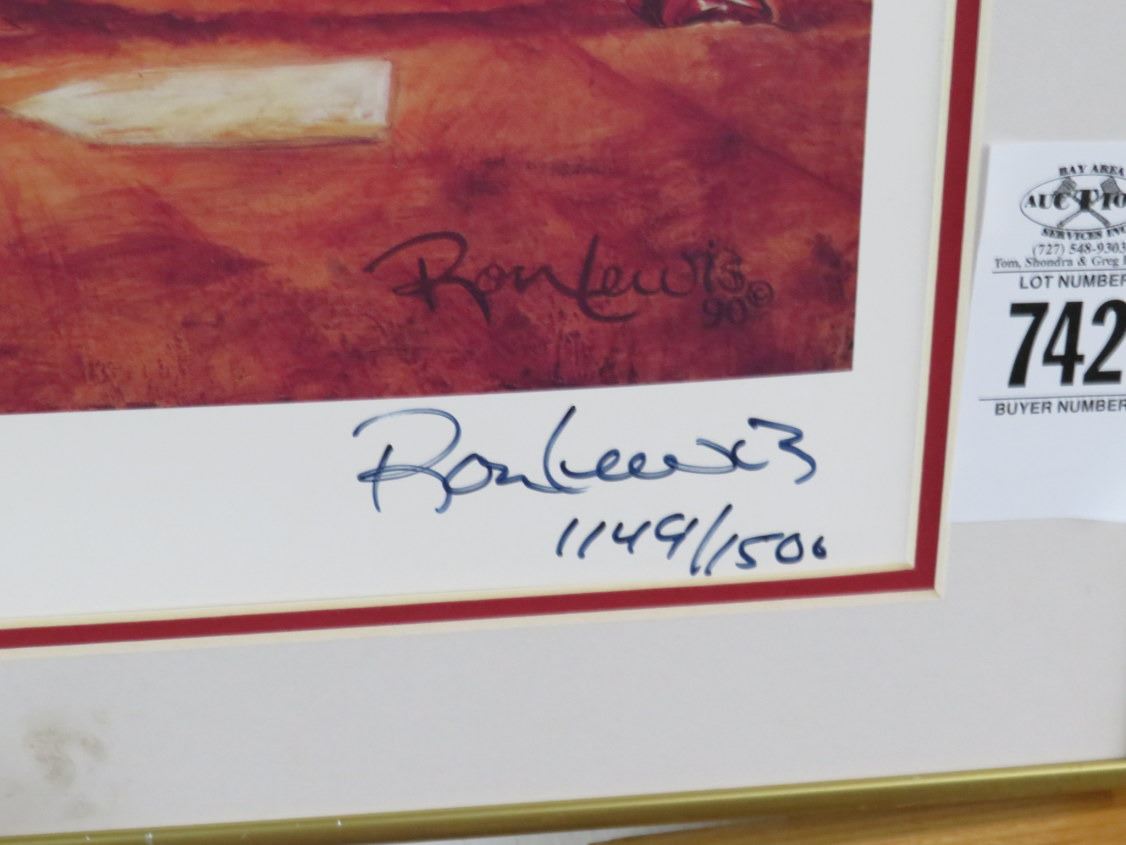 Ron Lewis
90©
Ron Lewis
1149/1500
BAY AREA
AUCTIO
SERVICES INC
(727) 548-9303
Tom, Shondra & Greg
LOT NUMBER
742
BUYER NUMBER